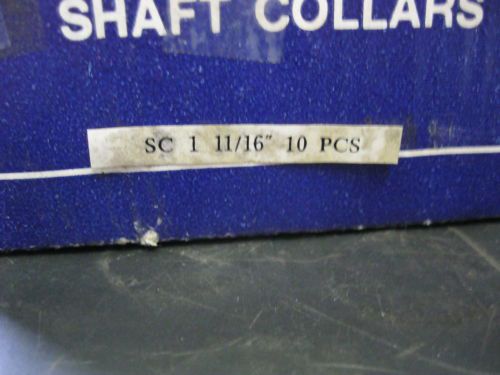 SHAFT COLLARS
SC 1 11/16" 10 PCS